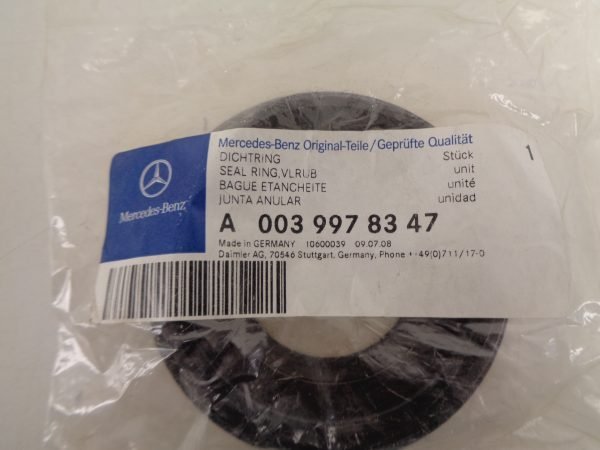 Mercedes-Benz
Mercedes-Benz Original-Teile/Geprüfte Qualität
DICHTRING Stück 1
SEAL RING,VLRUB unit
BAGUE ETANCHEITE unité
JUNTA ANULAR unidad
A 003 997 83 47
Made in GERMANY 10600039 09.07.08
Daimler AG, 70546 Stuttgart, Germany, Phone +49(0)711/17-0